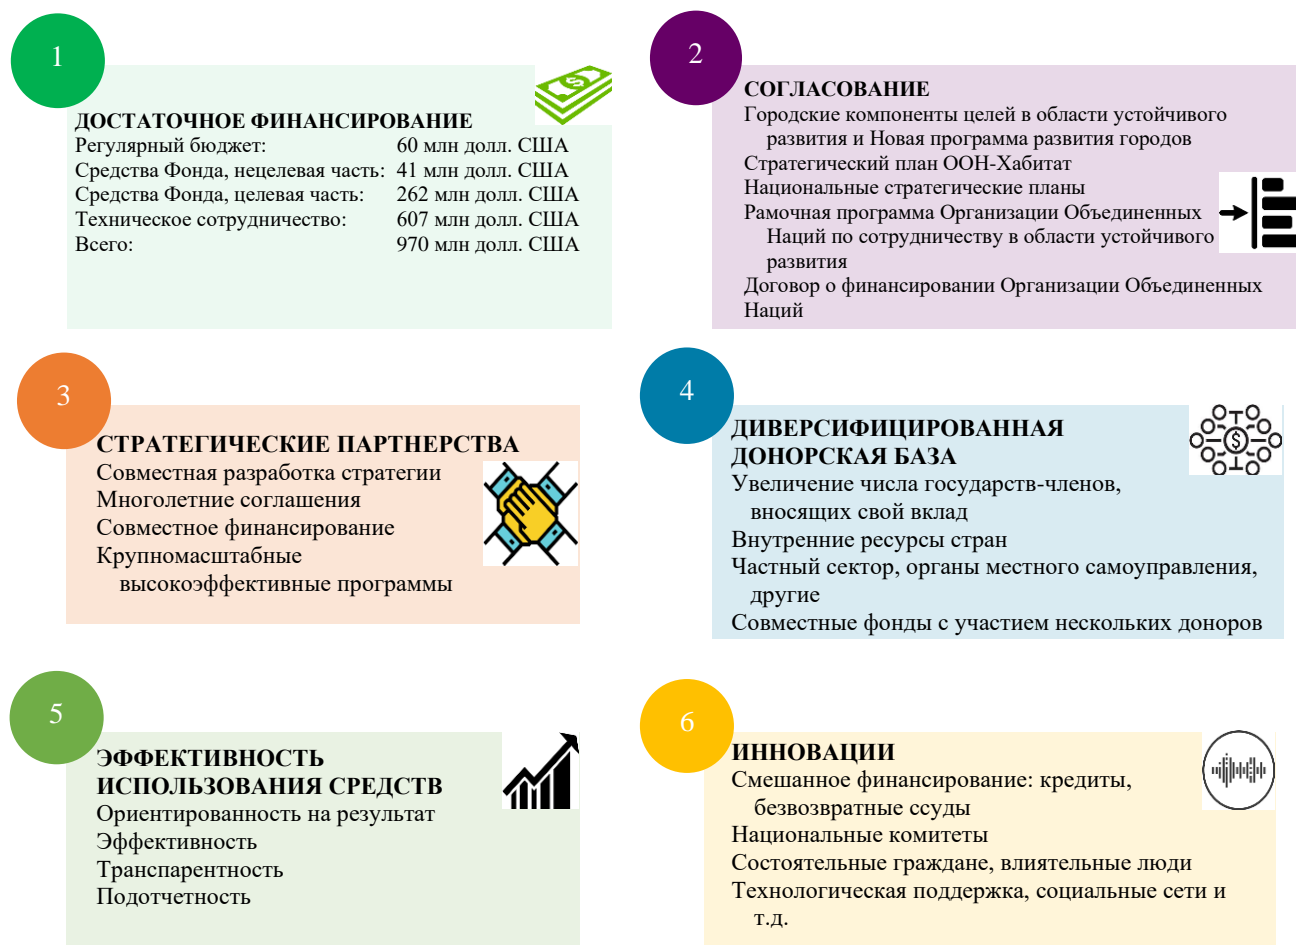 1
ДОСТАТОЧНОЕ ФИНАНСИРОВАНИЕ
Регулярный бюджет: 60 млн долл. США
Средства Фонда, нецелевая часть: 41 млн долл. США
Средства Фонда, целевая часть: 262 млн долл. США
Техническое сотрудничество: 607 млн долл. США
Всего: 970 млн долл. США
2
СОГЛАСОВАНИЕ
Городские компоненты целей в области устойчивого
развития и Новая программа развития городов
Стратегический план ООН-Хабитат
Национальные стратегические планы
Рамочная программа Организации Объединенных
Наций по сотрудничеству в области устойчивого
развития
Договор о финансировании Организации Объединенных
Наций
3
СТРАТЕГИЧЕСКИЕ ПАРТНЕРСТВА
Совместная разработка стратегии
Многолетние соглашения
Совместное финансирование
Крупномасштабные
высокоэффективные программы
4
ДИВЕРСИФИЦИРОВАННАЯ
ДОНОРСКАЯ БАЗА
Увеличение числа государств-членов,
вносящих свой вклад
Внутренние ресурсы стран
Частный сектор, органы местного самоуправления,
другие
Совместные фонды с участием нескольких доноров
5
ЭФФЕКТИВНОСТЬ
ИСПОЛЬЗОВАНИЯ СРЕДСТВ
Ориентированность на результат
Эффективность
Транспарентность
Подотчетность
6
ИННОВАЦИИ
Смешанное финансирование: кредиты,
безвозвратные ссуды
Национальные комитеты
Состоятельные граждане, влиятельные люди
Технологическая поддержка, социальные сети и
т.д.